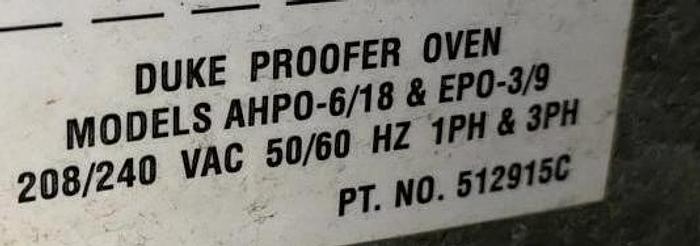 DUKE PROOFER OVEN
MODELS AHPO-6/18 & EPO-3/9
208/240 VAC 50/60 HZ 1PH & 3PH
PT. NO. 512915C